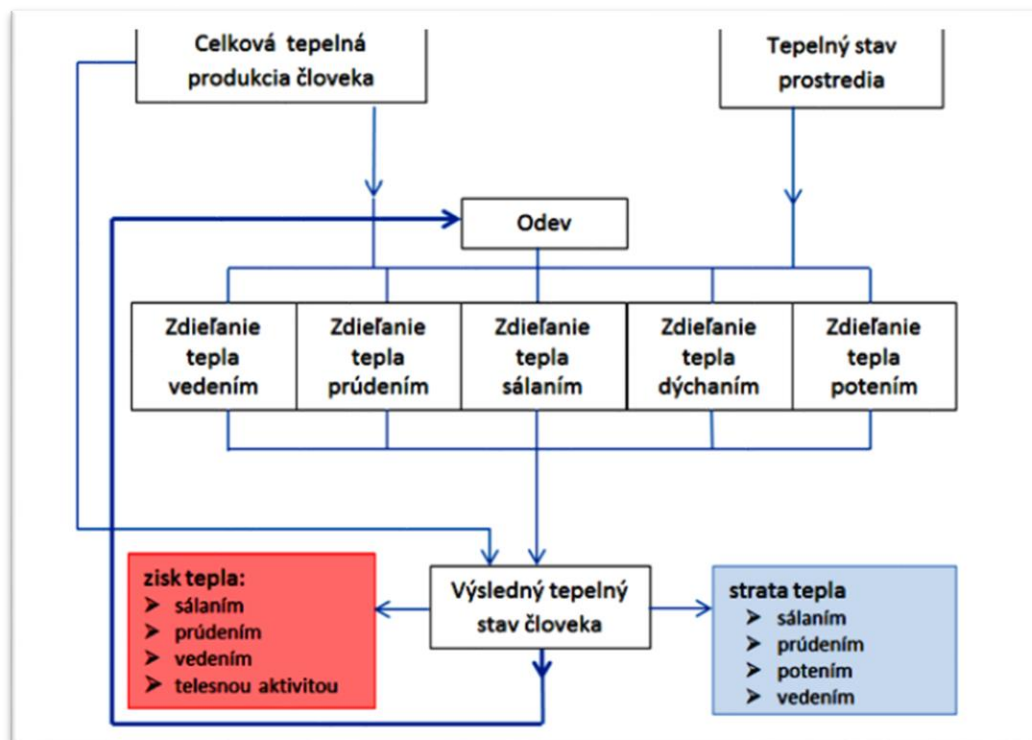 Celková tepelná
produkcia človeka
Tepelný stav
prostredia
Odev
Zdieľanie
tepla
vedením
Zdieľanie
tepla
prúdením
Zdieľanie
tepla
sálaním
Zdieľanie
tepla
dýchaním
Zdieľanie
tepla
potením
zisk tepla:
➤ sálaním
➤ prúdením
➤ vedením
➤ telesnou aktivitou
Výsledný tepelný
stav človeka
strata tepla
➤ sálaním
➤ prúdením
➤ potením
➤ vedením